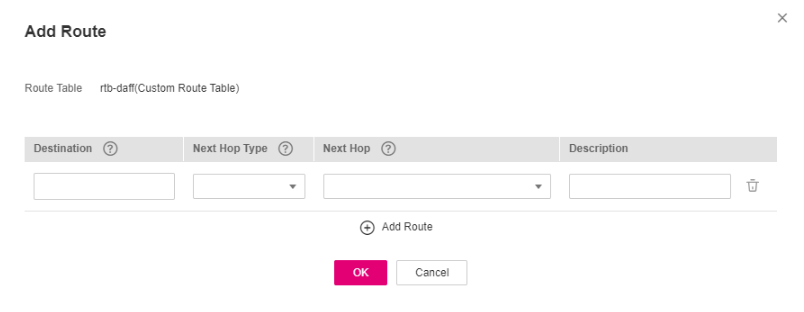 Add Route
Route Table rtb-daff(Custom Route Table)
Destination ? Next Hop Type ? Next Hop ? Description
Add Route
OK Cancel